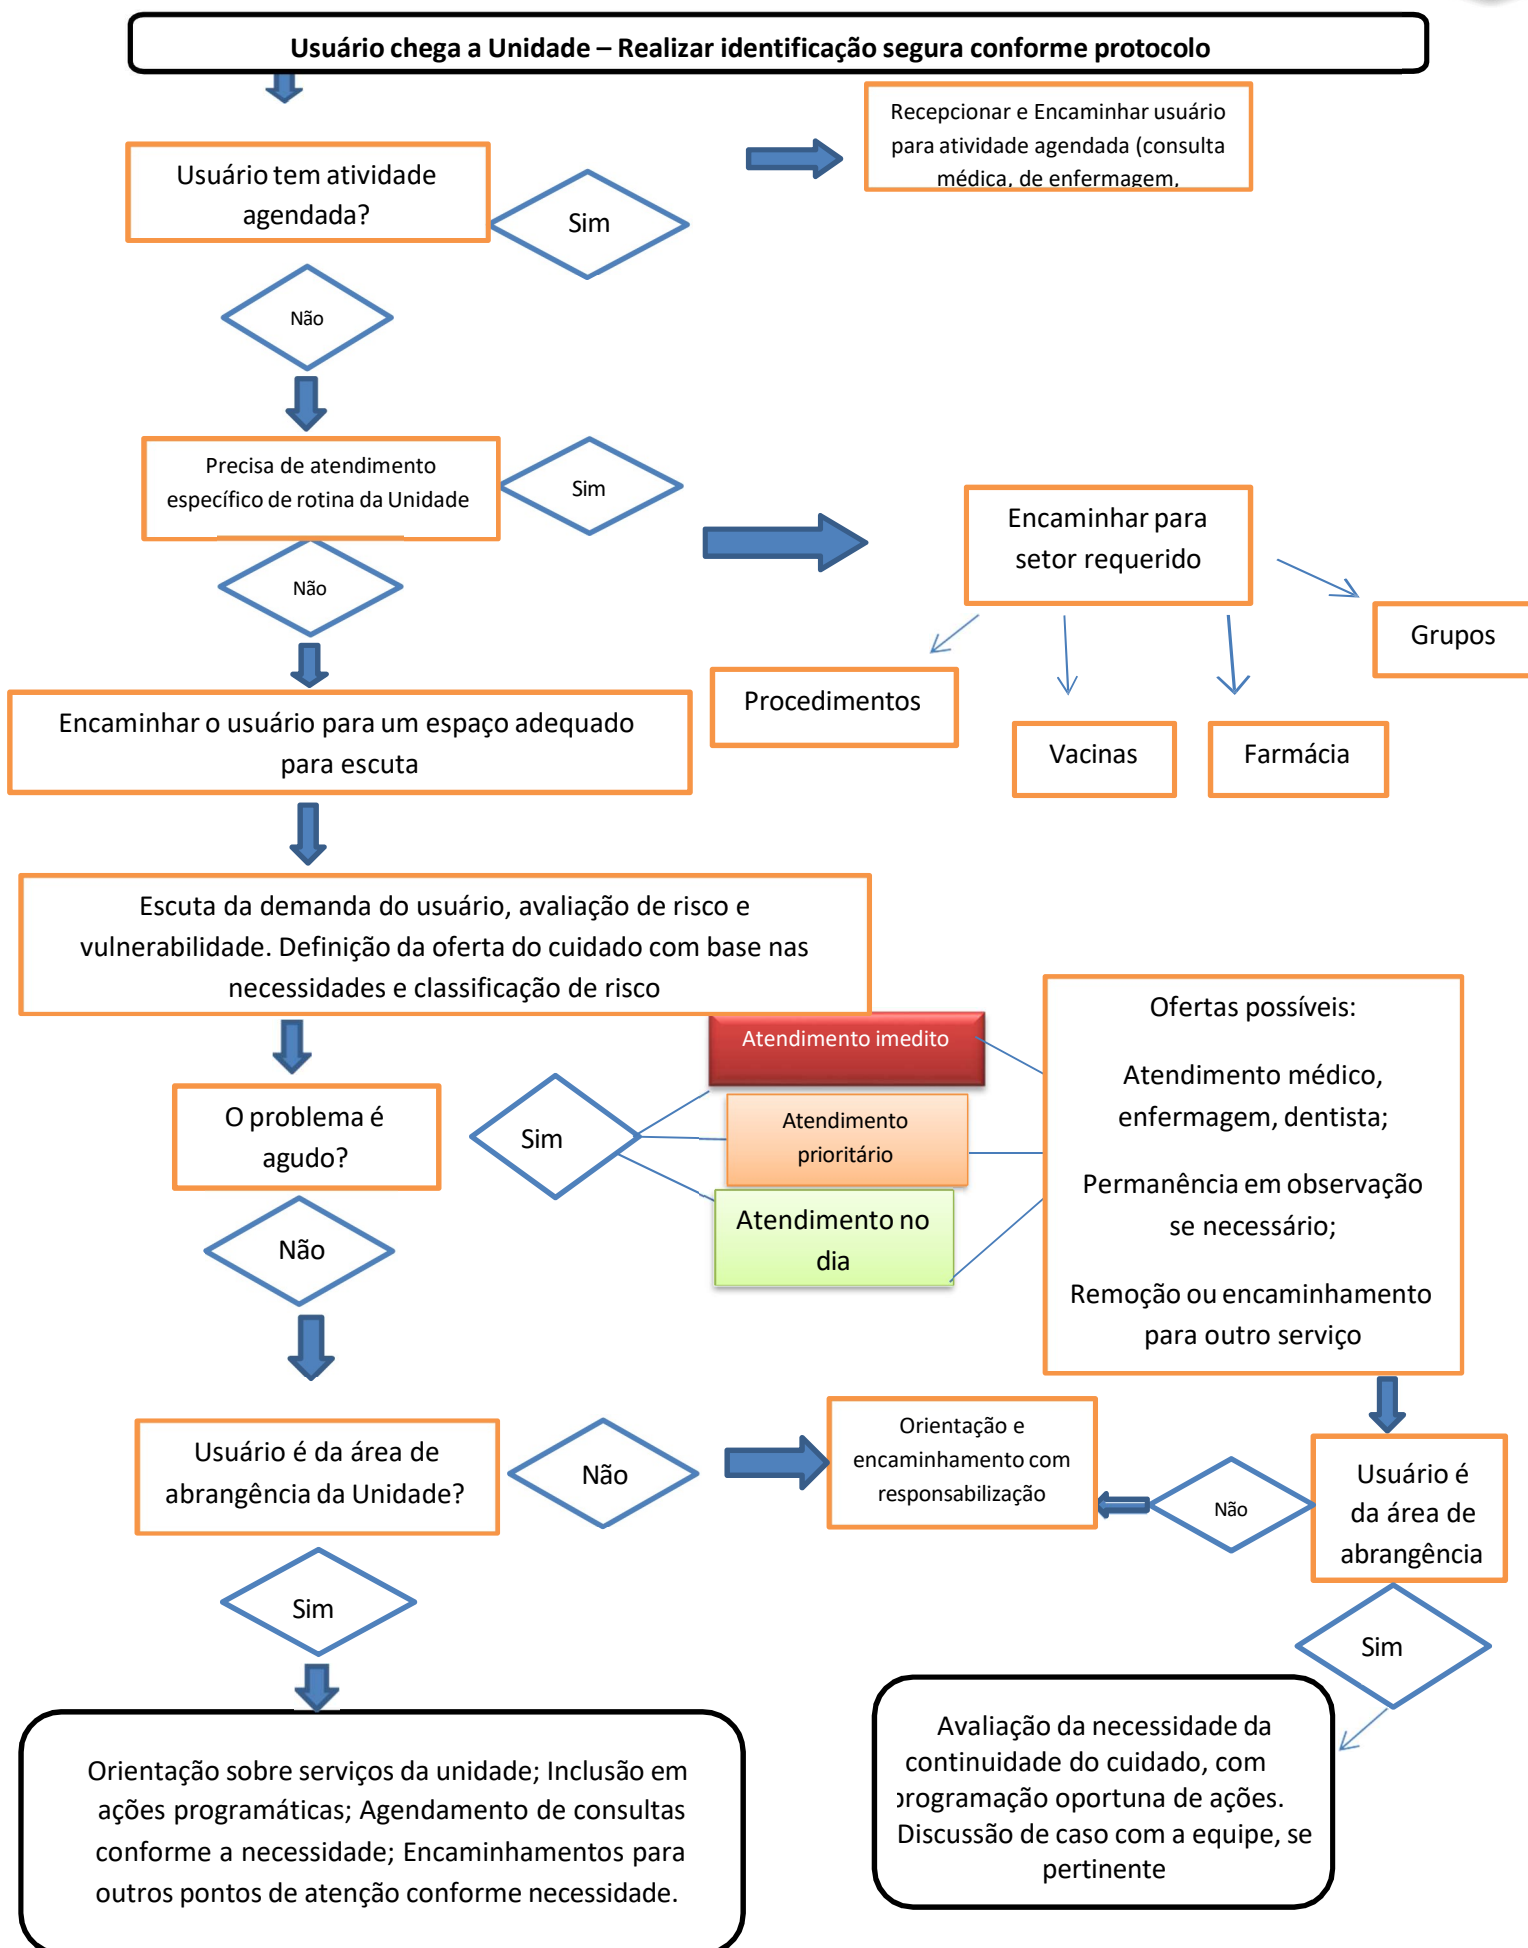 Usuário chega a Unidade – Realizar identificação segura conforme protocolo
Recepcionar e Encaminhar usuário
para atividade agendada (consulta
médica, de enfermagem,
Usuário tem atividade
agendada?
Sim
Não
Precisa de atendimento
específico de rotina da Unidade
Sim
Não
Encaminhar para
setor requerido
Grupos
Procedimentos
Vacinas
Farmácia
Encaminhar o usuário para um espaço adequado
para escuta
Escuta da demanda do usuário, avaliação de risco e
vulnerabilidade. Definição da oferta do cuidado com base nas
necessidades e classificação de risco
O problema é
agudo?
Sim
Não
Atendimento imedito
Atendimento
prioritário
Atendimento no
dia
Ofertas possíveis:
Atendimento médico,
enfermagem, dentista;
Permanência em observação
se necessário;
Remoção ou encaminhamento
para outro serviço
Usuário é da área de
abrangência da Unidade?
Não
Orientação e
encaminhamento com
responsabilização
Não
Usuário é
da área de
abrangência
Sim
Sim
Orientação sobre serviços da unidade; Inclusão em
ações programáticas; Agendamento de consultas
conforme a necessidade; Encaminhamentos para
outros pontos de atenção conforme necessidade.
Avaliação da necessidade da
continuidade do cuidado, com
programação oportuna de ações.
Discussão de caso com a equipe, se
pertinente